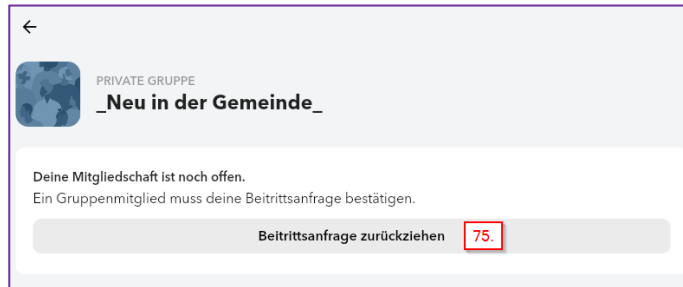 PRIVATE GRUPPE
_Neu in der Gemeinde_
Deine Mitgliedschaft ist noch offen.
Ein Gruppenmitglied muss deine Beitrittsanfrage bestätigen.
Beitrittsanfrage zurückziehen 75.